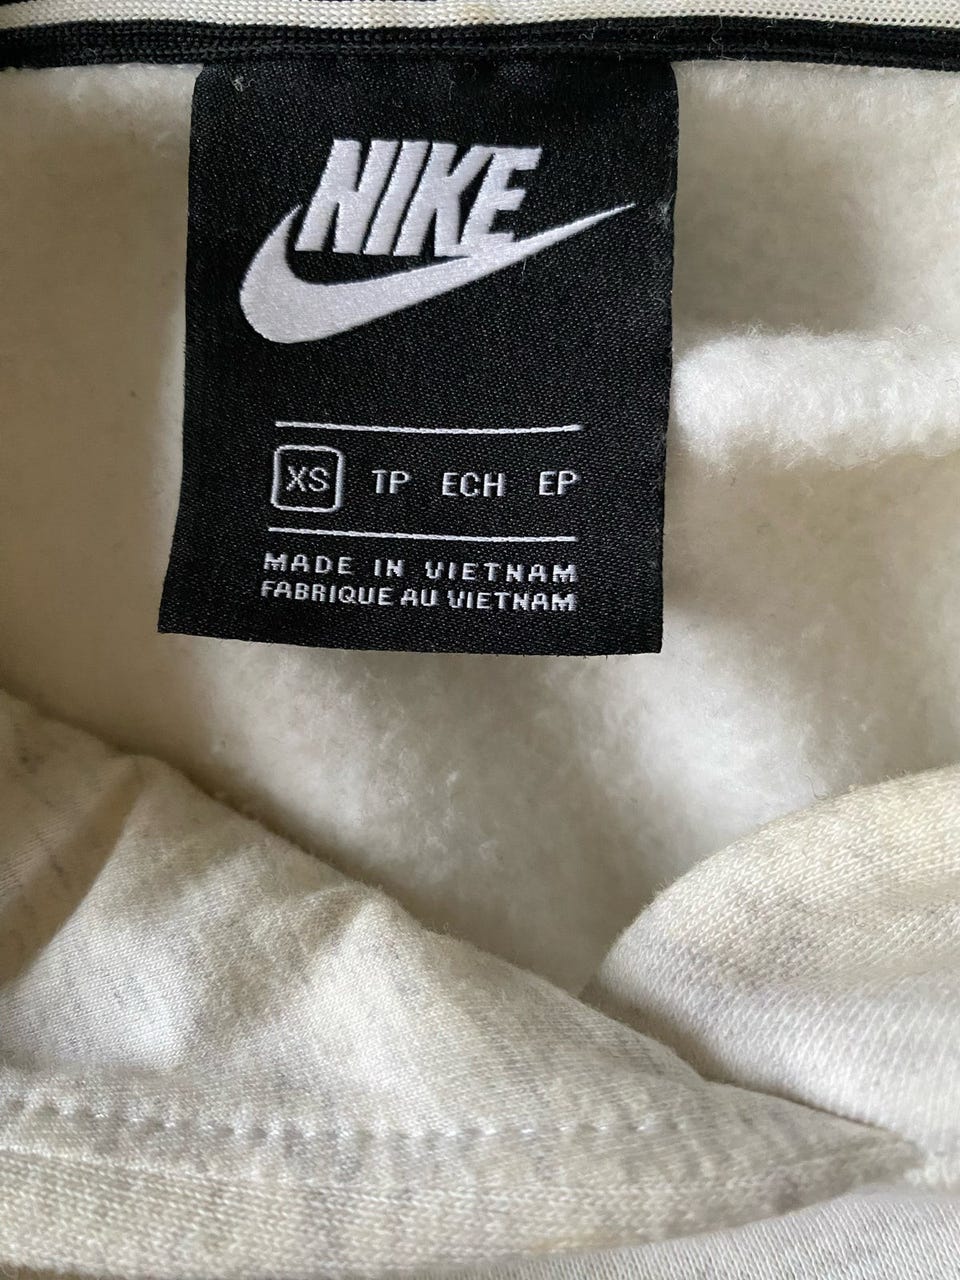 NIKE
XS TP ECH EP
MADE IN VIETNAM
FABRIQUE AU VIETNAM